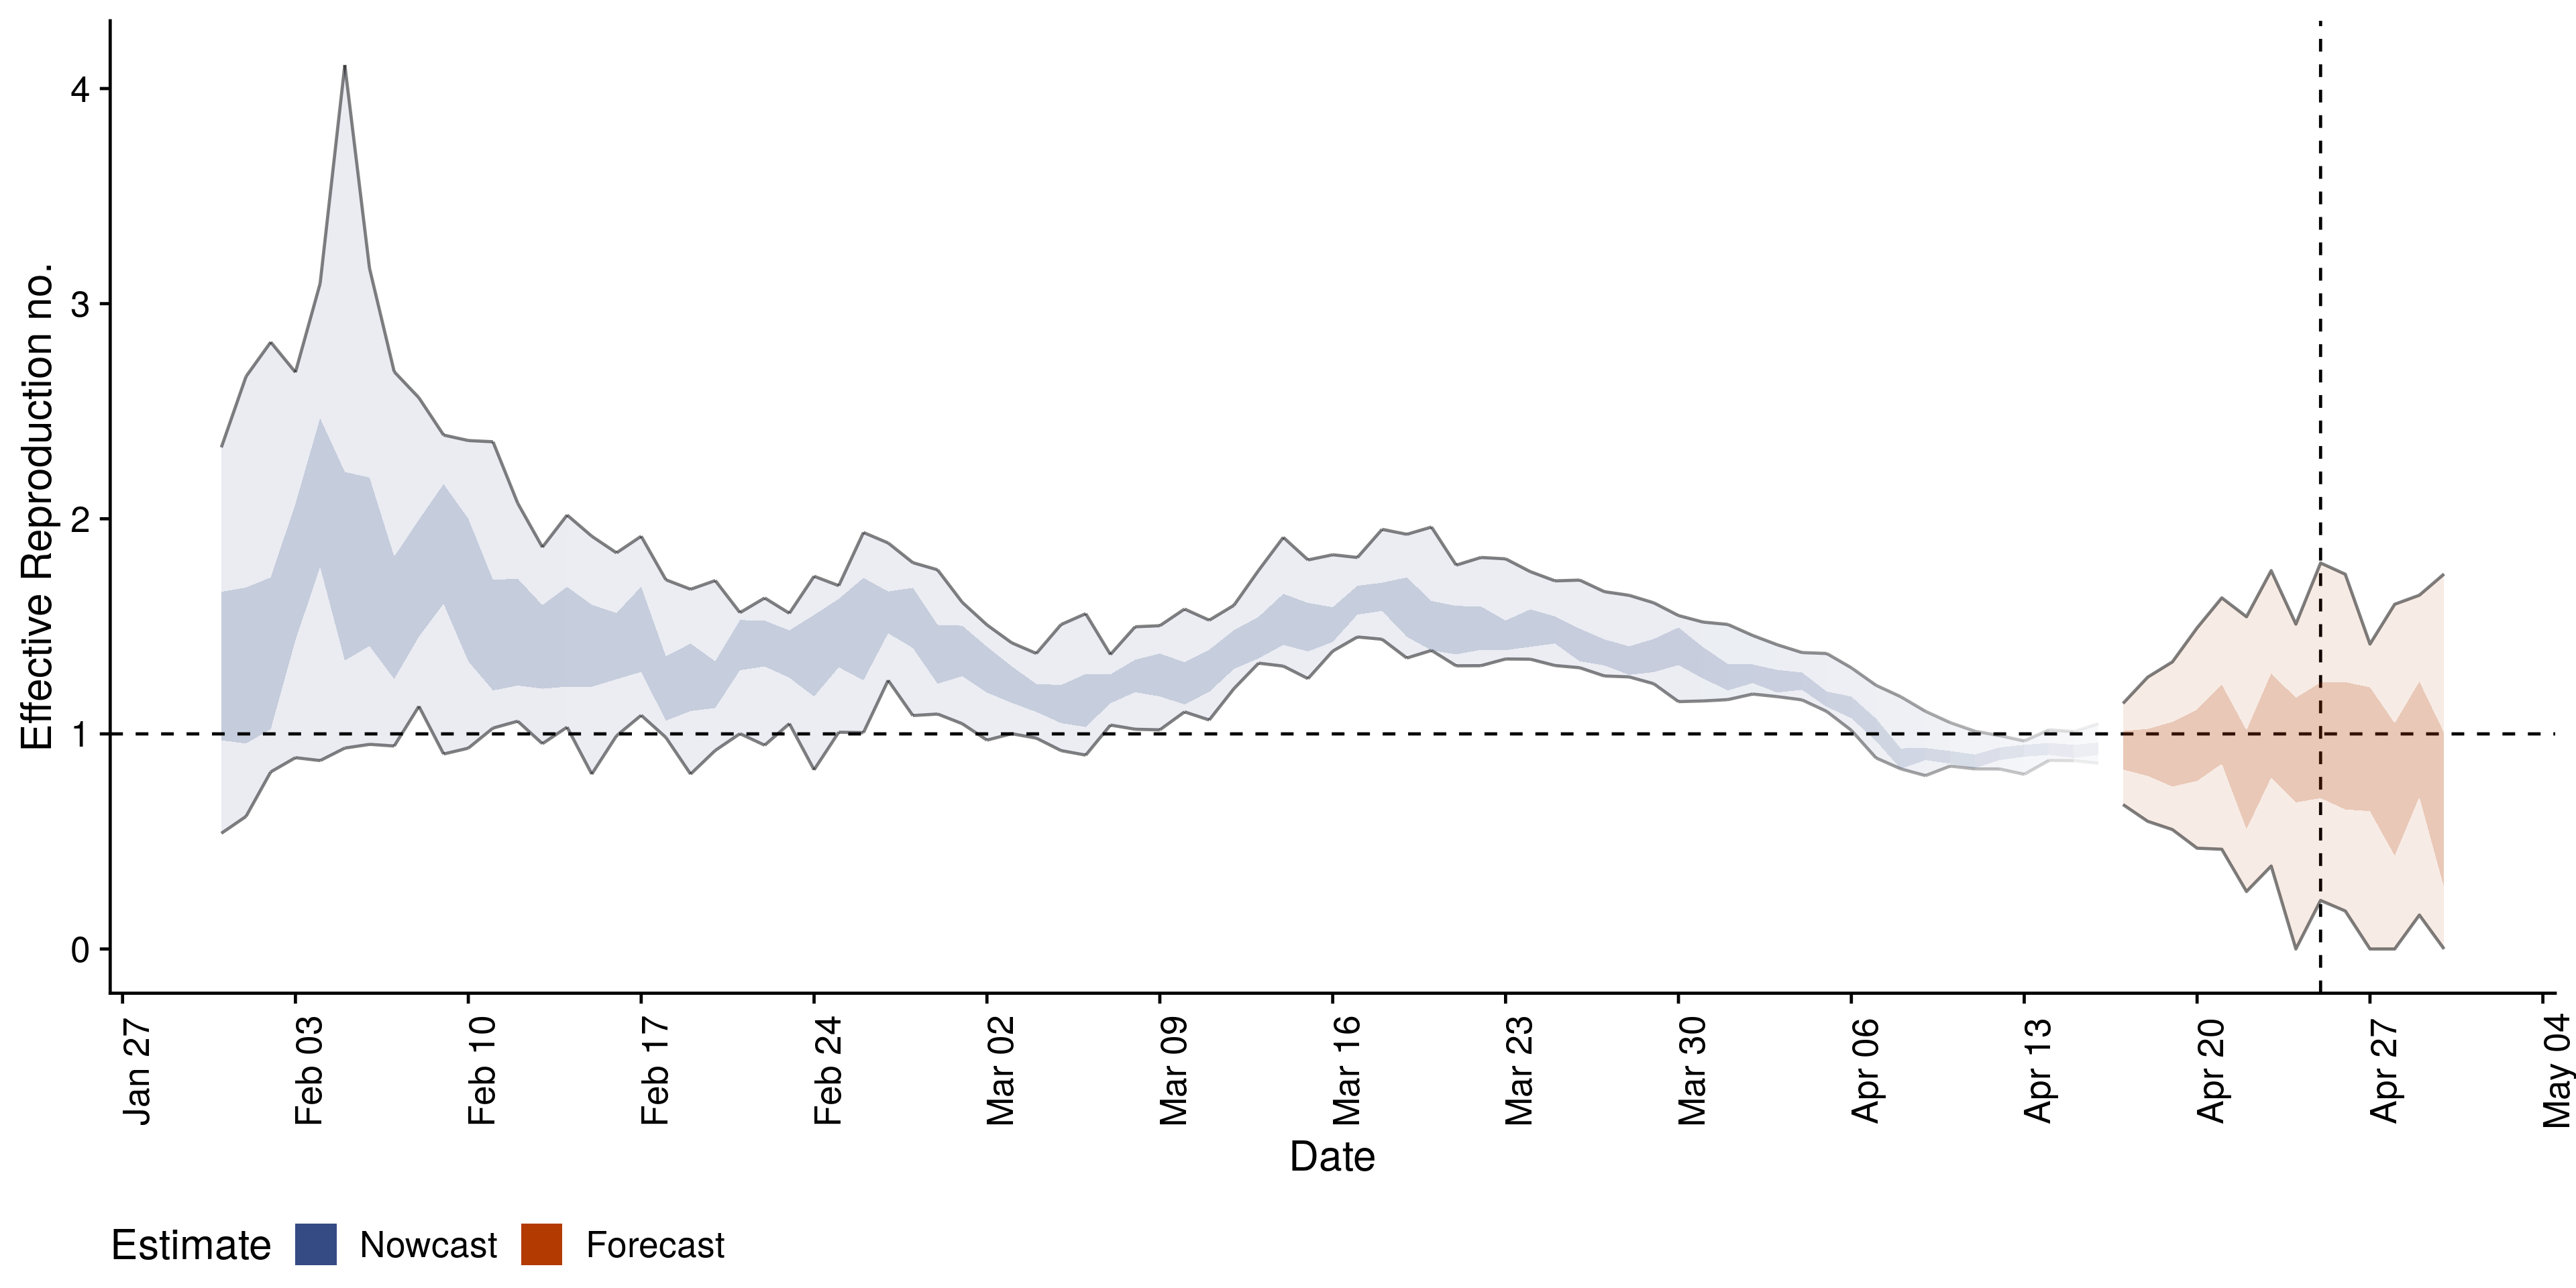 Effective Reproduction no.
4
3
2
1
0
Jan 27
Feb 03
Feb 10
Feb 17
Feb 24
Mar 02
Mar 09
Mar 16
Mar 23
Mar 30
Apr 06
Apr 13
Apr 20
Apr 27
May 04
Date
Estimate Nowcast Forecast